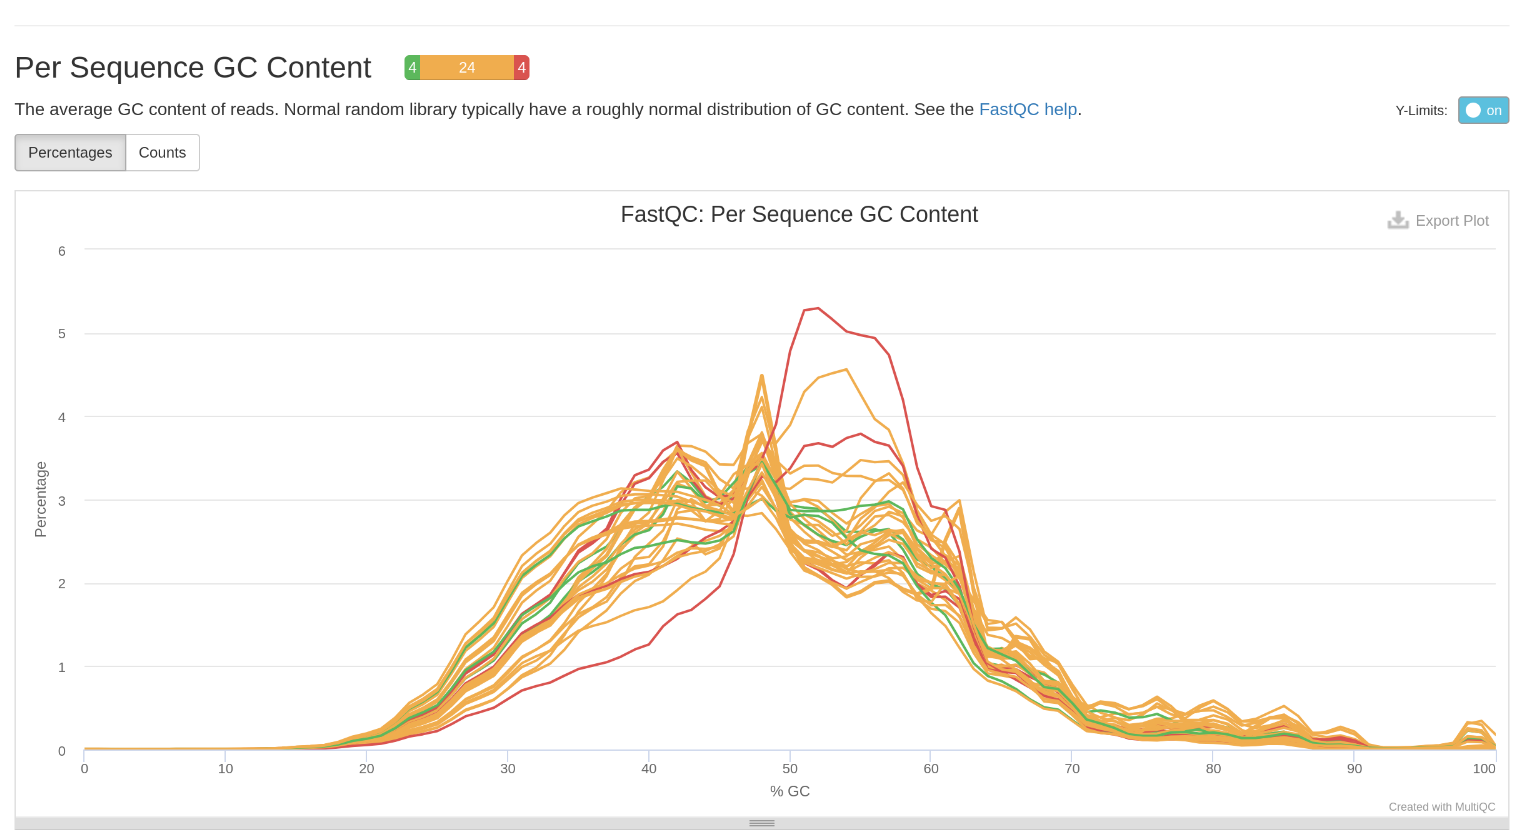 Per Sequence GC Content 4 24 4
The average GC content of reads. Normal random library typically have a roughly normal distribution of GC content. See the FastQC help.
Y-Limits: on
Percentages Counts
FastQC: Per Sequence GC Content
Export Plot
Percentage
6
5
4
3
2
1
0
0 10 20 30 40 50 60 70 80 90 100
% GC
Created with MultiQC